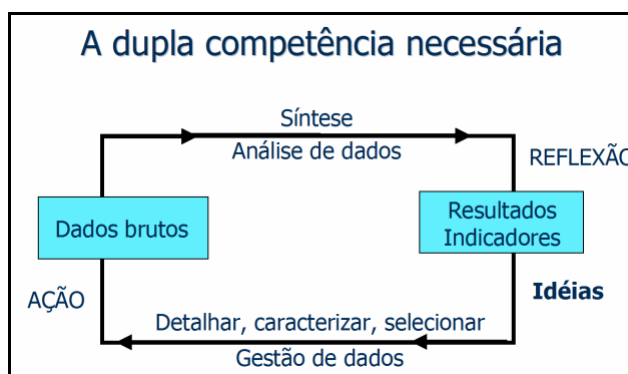 A dupla competência necessária
Síntese
Análise de dados
REFLEXÃO
Dados brutos
Resultados
Indicadores
AÇÃO
Idéias
Detalhar, caracterizar, selecionar
Gestão de dados